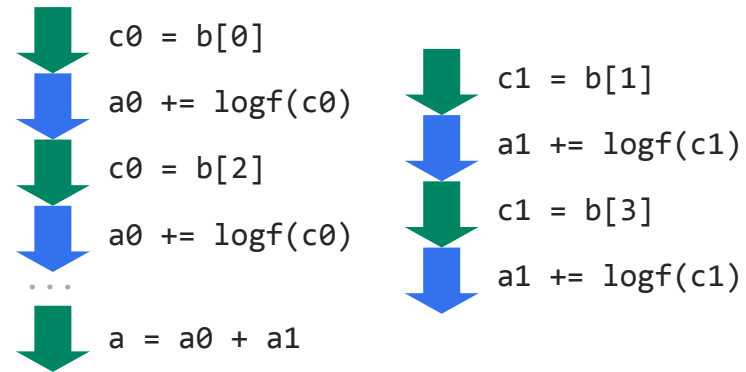 c0 = b[0]
a0 += logf(c0)
c0 = b[2]
a0 += logf(c0)
...
a = a0 + a1
c1 = b[1]
a1 += logf(c1)
c1 = b[3]
a1 += logf(c1)